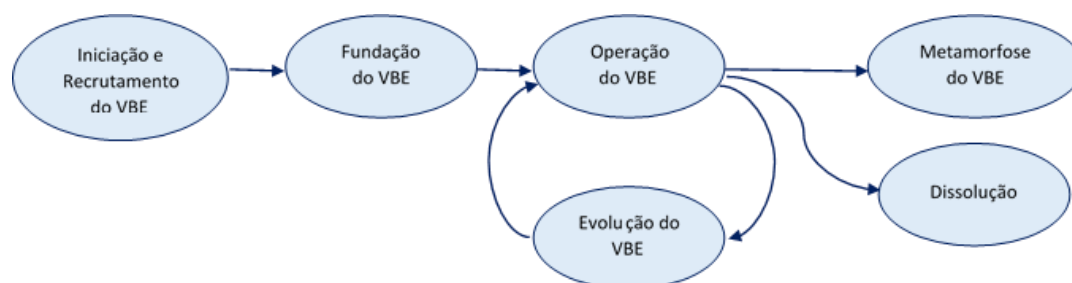 Iniciação e
Recrutamento
do VBE
Fundação
do VBE
Operação
do VBE
Metamorfose
do VBE
Dissolução
Evolução do
VBE